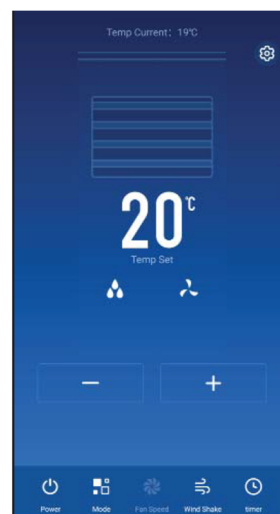 Temp Current: 19℃
20℃
Temp Set
− +
Power Mode Fan Speed Wind Shake timer